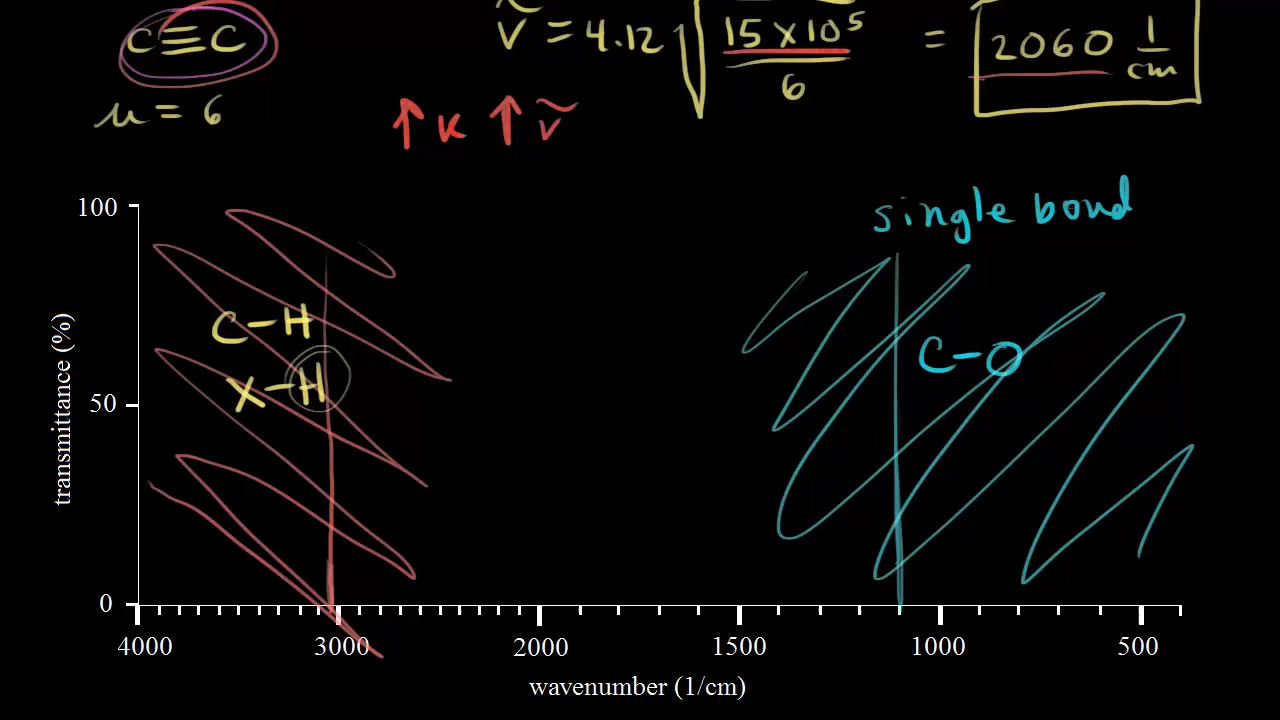 C≡C
ṽ = 4.12 √(15 x 10⁵ / 6) = 2060 1/cm
μ = 6
↑ K ↑ ṽ
single bond
100
C-H
C-O
X-H
50
transmittance (%)
0
4000 3000 2000 1500 1000 500
wavenumber (1/cm)